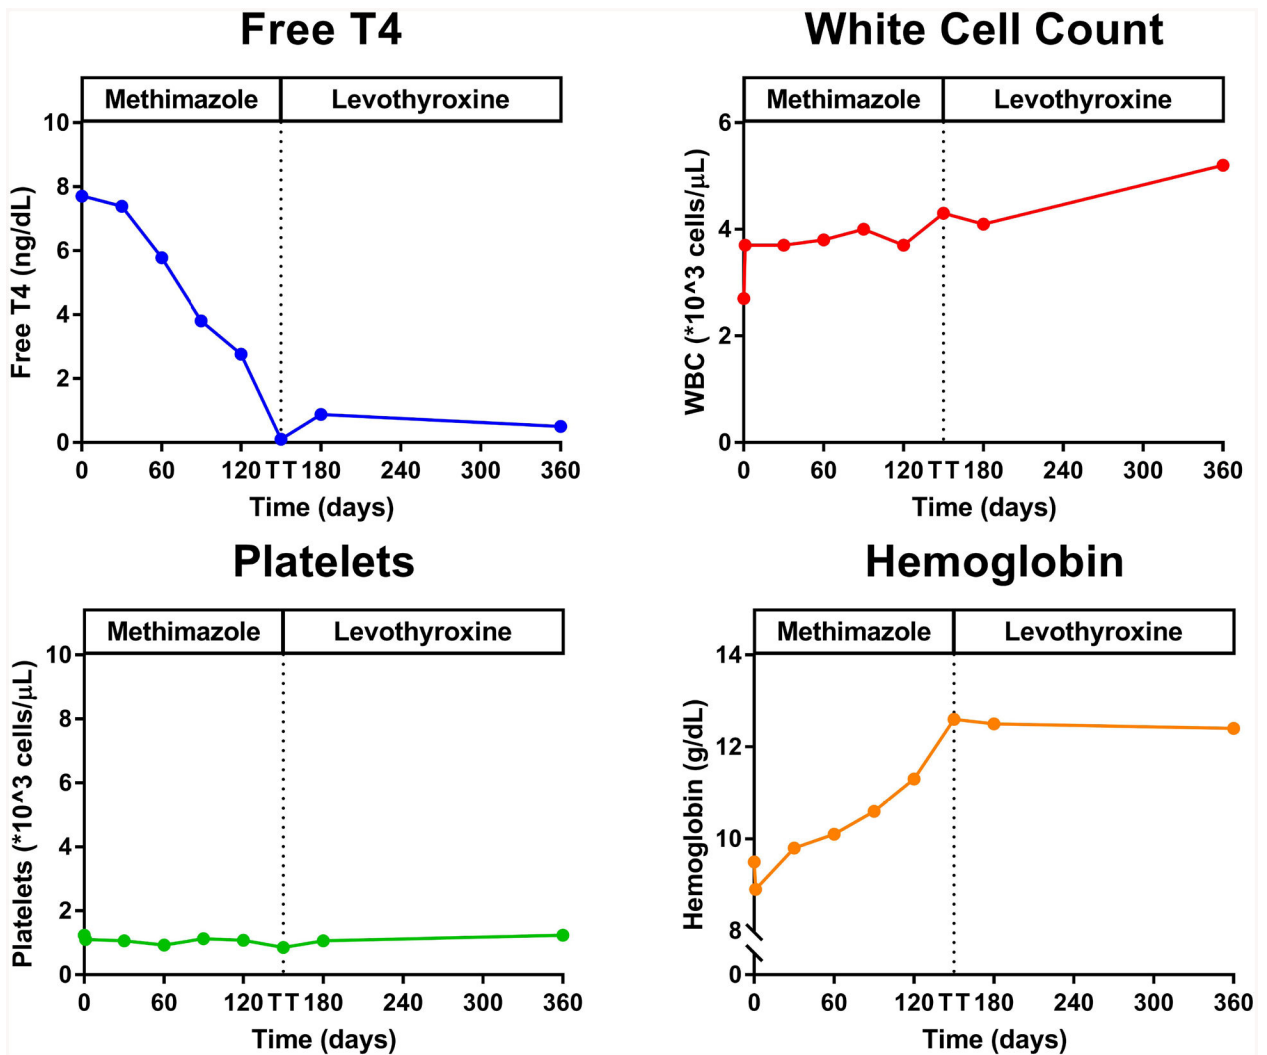 Free T4
Methimazole
Levothyroxine
Free T4 (ng/dL)
10
8
6
4
2
0
0 60 120 TT 180 240 300 360
Time (days)
White Cell Count
Methimazole
Levothyroxine
WBC (*10^3 cells/μL)
6
4
2
0
0 60 120 TT 180 240 300 360
Time (days)
Platelets
Methimazole
Levothyroxine
Platelets (*10^3 cells/μL)
10
8
6
4
2
0
0 60 120 TT 180 240 300 360
Time (days)
Hemoglobin
Methimazole
Levothyroxine
Hemoglobin (g/dL)
14
12
10
8
0
0 60 120 TT 180 240 300 360
Time (days)